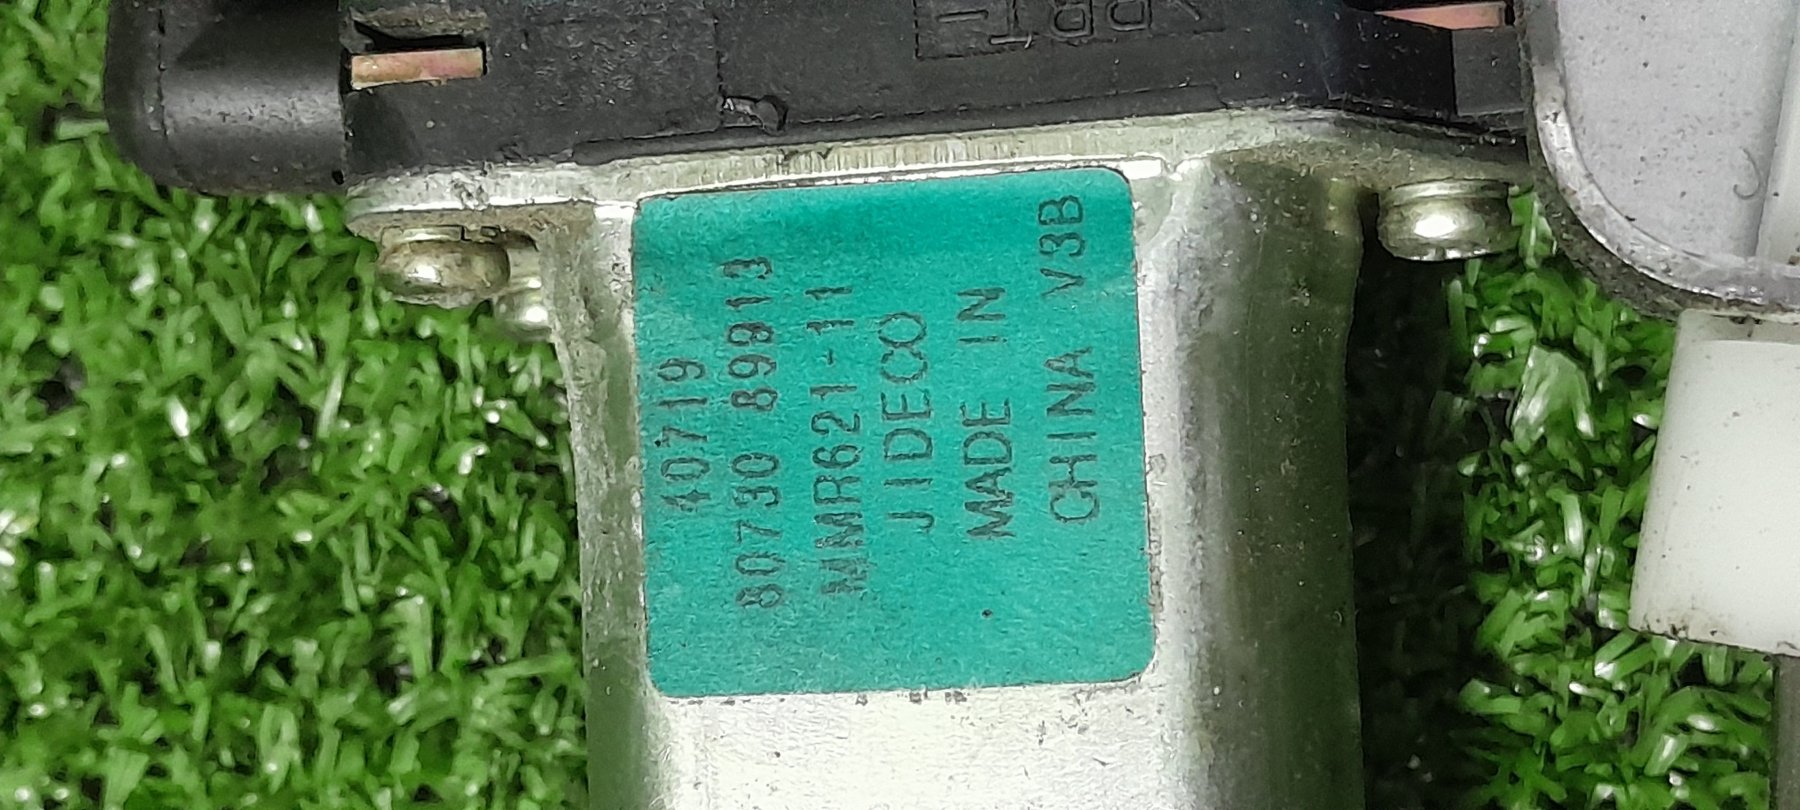 40719
80730 89913
MMR621-11
JIDECO
MADE IN
CHINA V3B